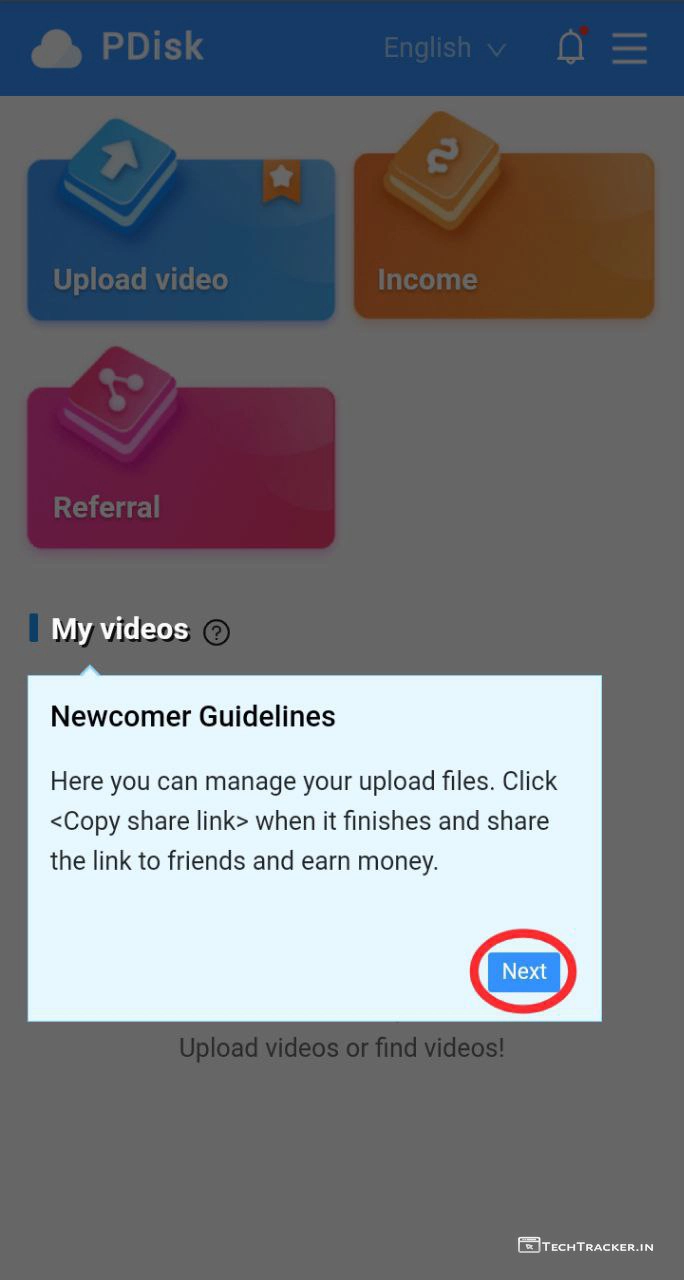 PDisk
English
Upload video
Income
Referral
My videos
Newcomer Guidelines
Here you can manage your upload files. Click
<Copy share link> when it finishes and share
the link to friends and earn money.
Next
Upload videos or find videos!
TECHTRACKER.IN